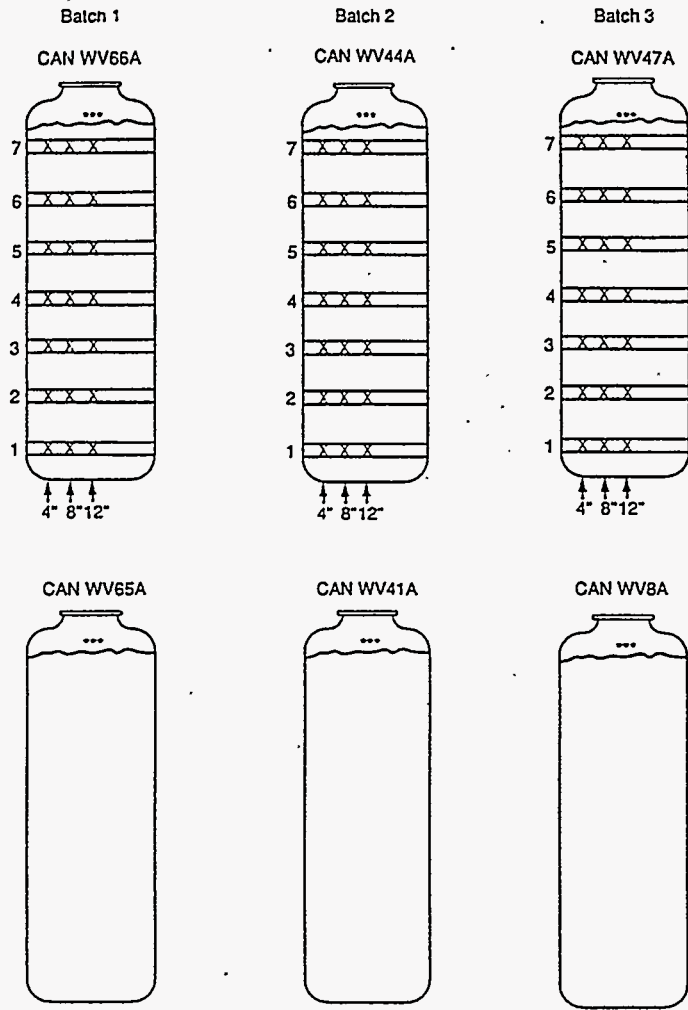 Batch 1 Batch 2 Batch 3
CAN WV66A CAN WV44A CAN WV47A
7 7 7
6 6 6
5 5 5
4 4 4
3 3 3
2 2 2
1 1 1
4" 8" 12" 4" 8" 12" 4" 8" 12"
CAN WV65A CAN WV41A CAN WV8A